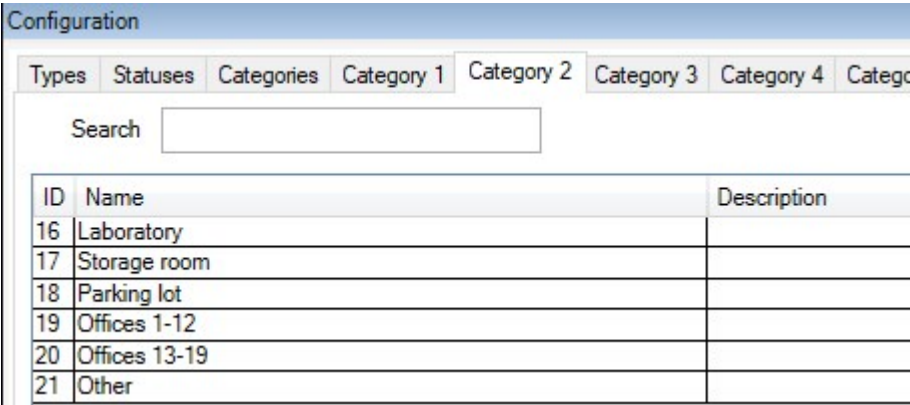 Configuration
Types Statuses Categories Category 1 Category 2 Category 3 Category 4
Search
ID Name Description
16 Laboratory
17 Storage room
18 Parking lot
19 Offices 1-12
20 Offices 13-19
21 Other